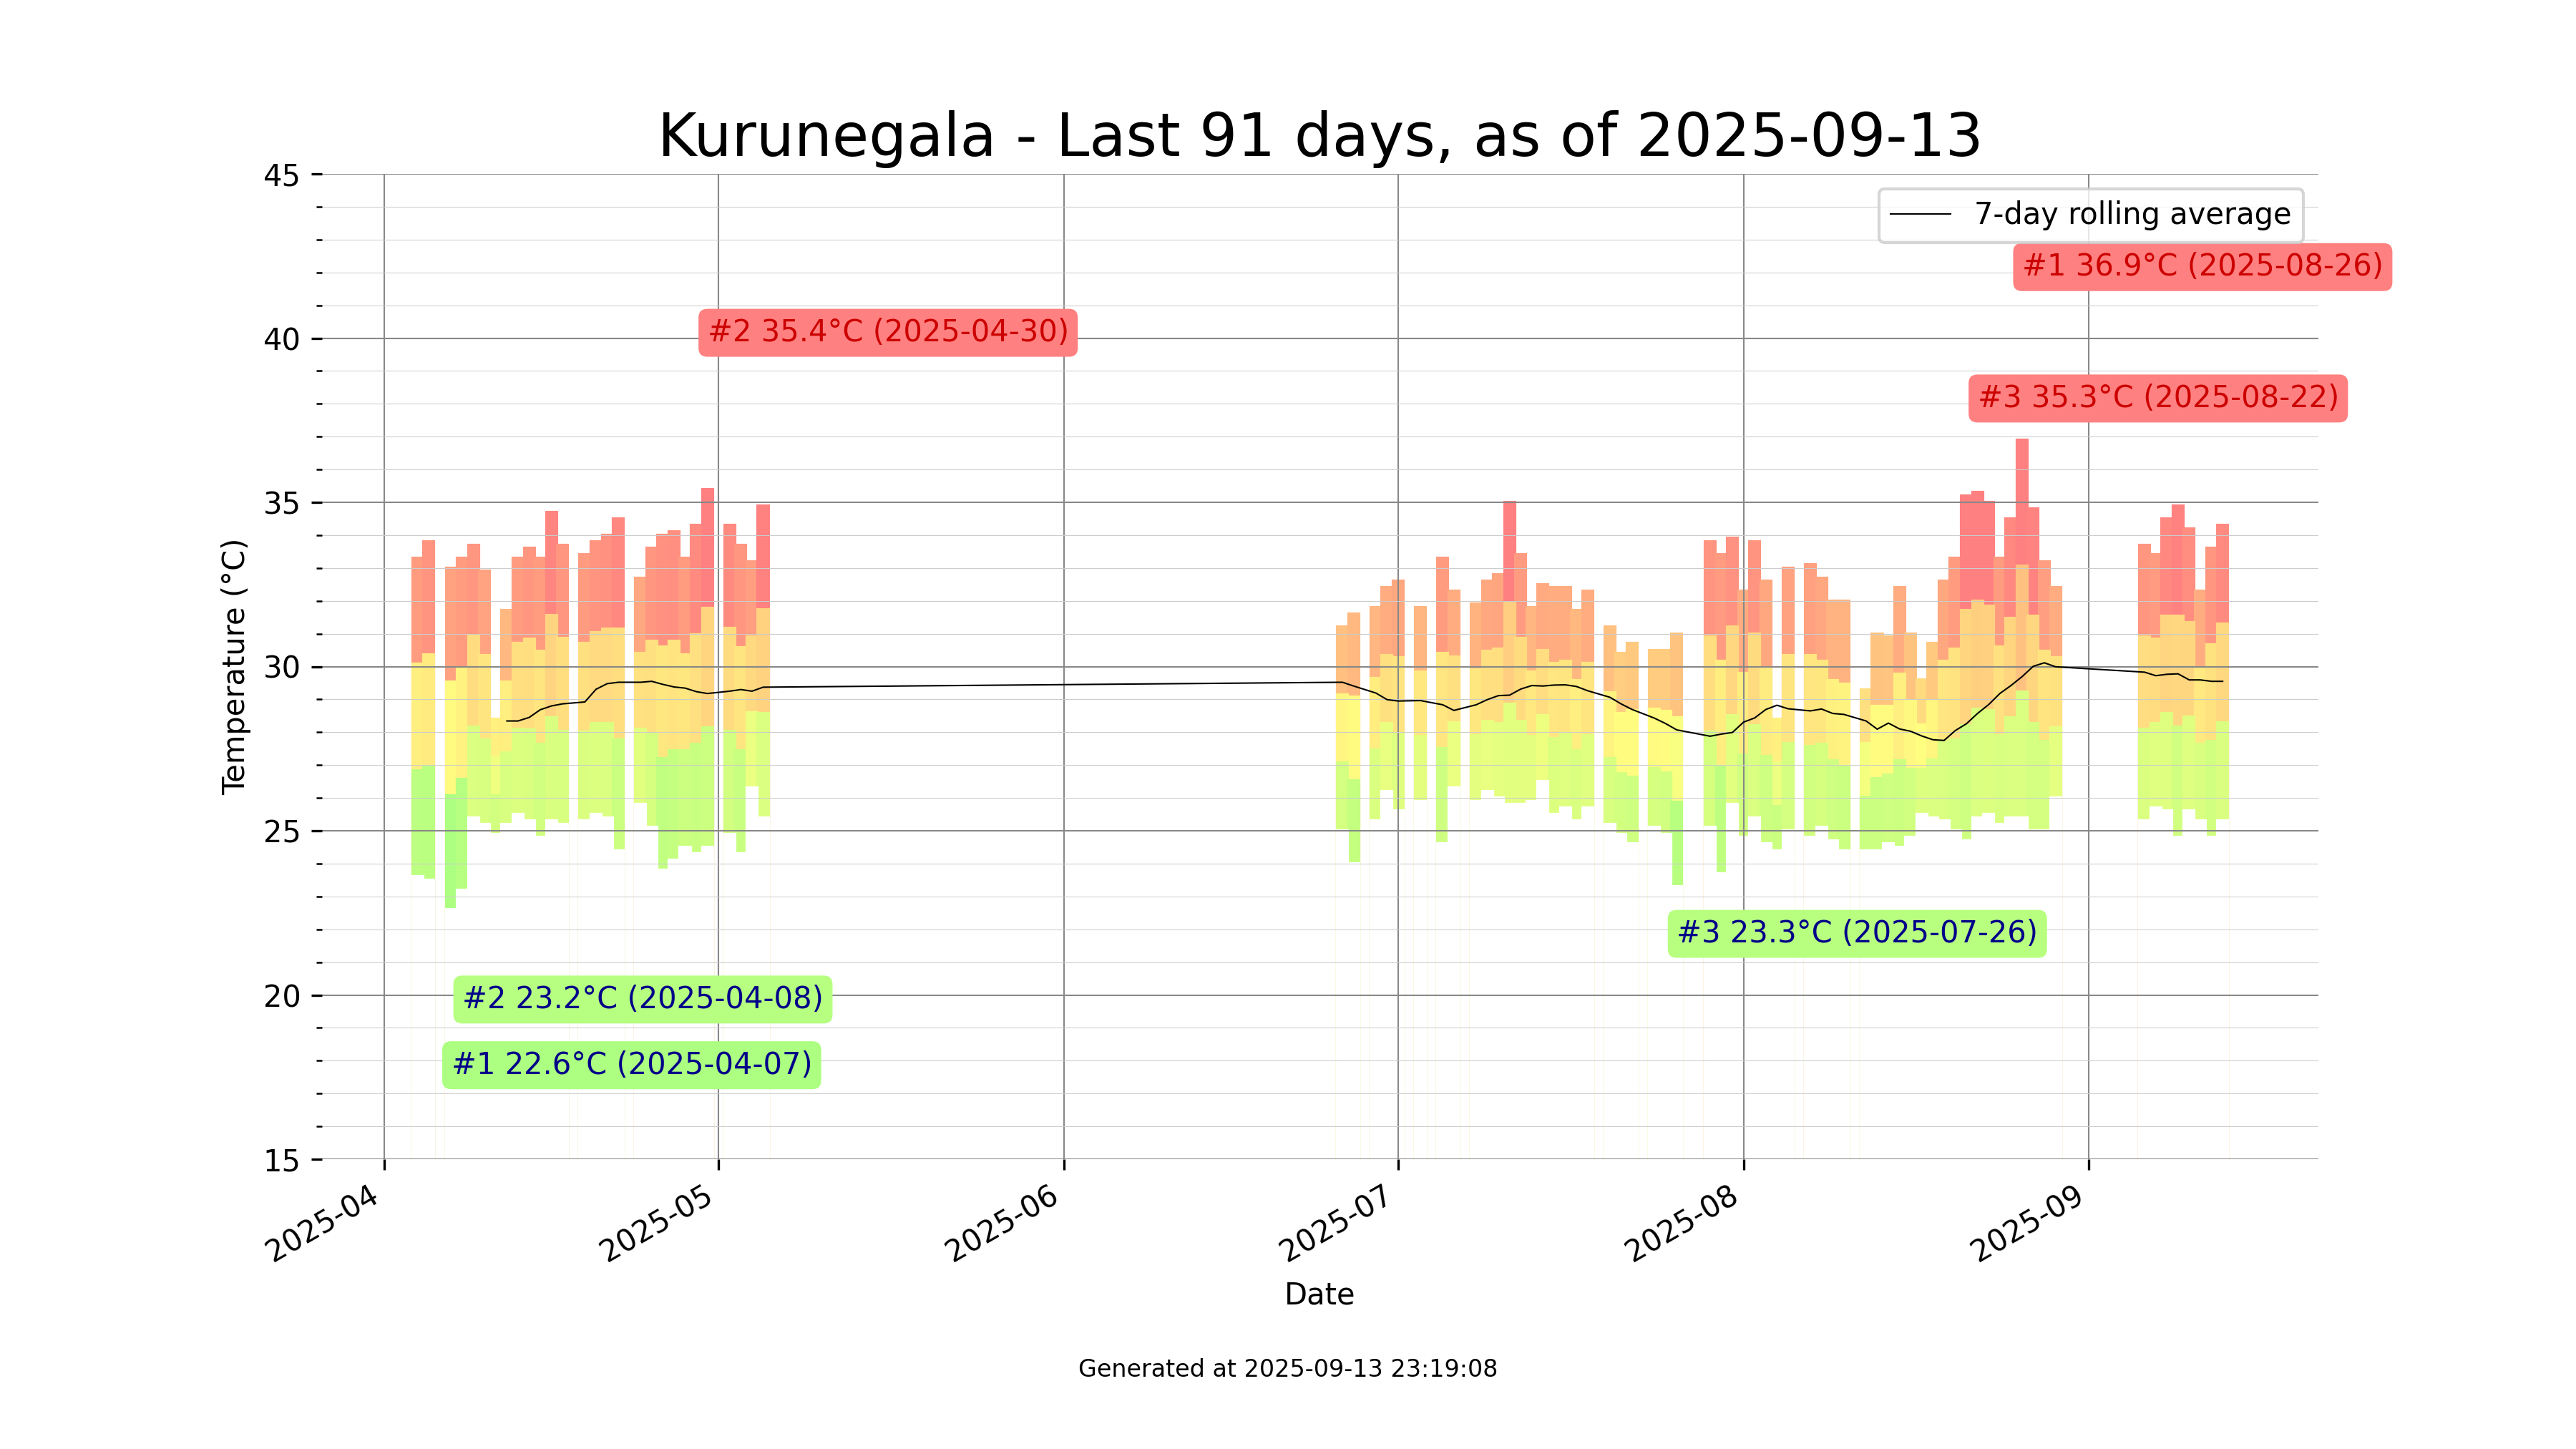 Kurunegala - Last 91 days, as of 2025-09-13
45
40
35
30
25
20
15
Temperature (°C)
7-day rolling average
#1 36.9°C (2025-08-26)
#2 35.4°C (2025-04-30)
#3 35.3°C (2025-08-22)
#3 23.3°C (2025-07-26)
#2 23.2°C (2025-04-08)
#1 22.6°C (2025-04-07)
2025-04
2025-05
2025-06
2025-07
2025-08
2025-09
Date
Generated at 2025-09-13 23:19:08